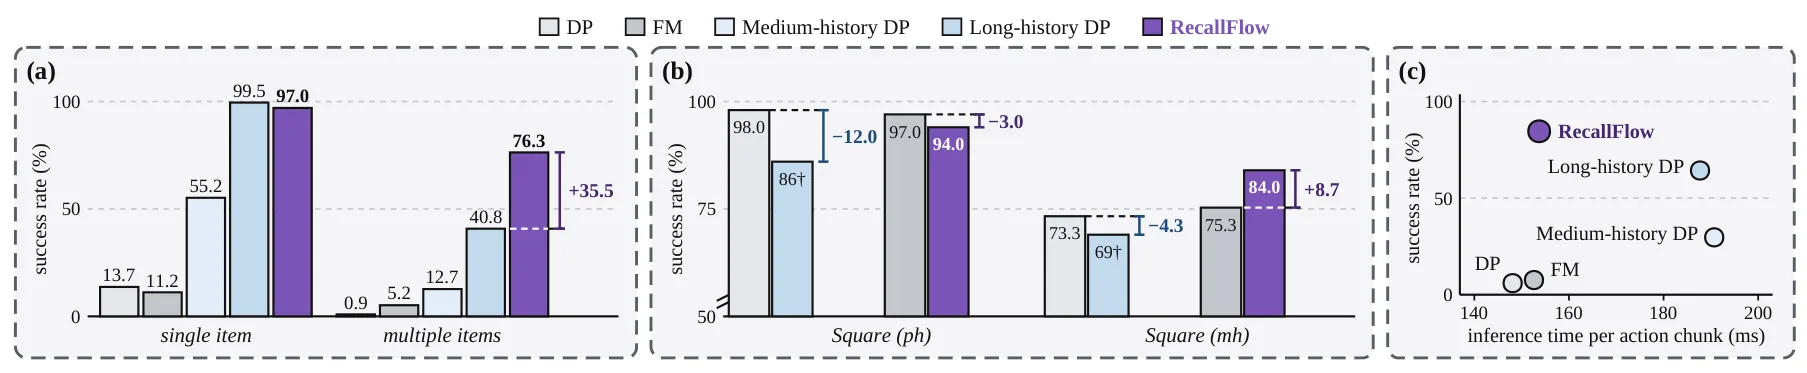 DP FM Medium-history DP Long-history DP RecallFlow
(a)
success rate (%)
100
50
0
13.7
11.2
55.2
99.5
97.0
0.9
5.2
12.7
40.8
76.3
+35.5
single item
multiple items
(b)
success rate (%)
100
75
50
98.0
86†
−12.0
97.0
94.0
−3.0
73.3
69†
−4.3
75.3
84.0
+8.7
Square (ph)
Square (mh)
(c)
success rate (%)
100
50
0
RecallFlow
Long-history DP
Medium-history DP
DP
FM
140 160 180 200
inference time per action chunk (ms)